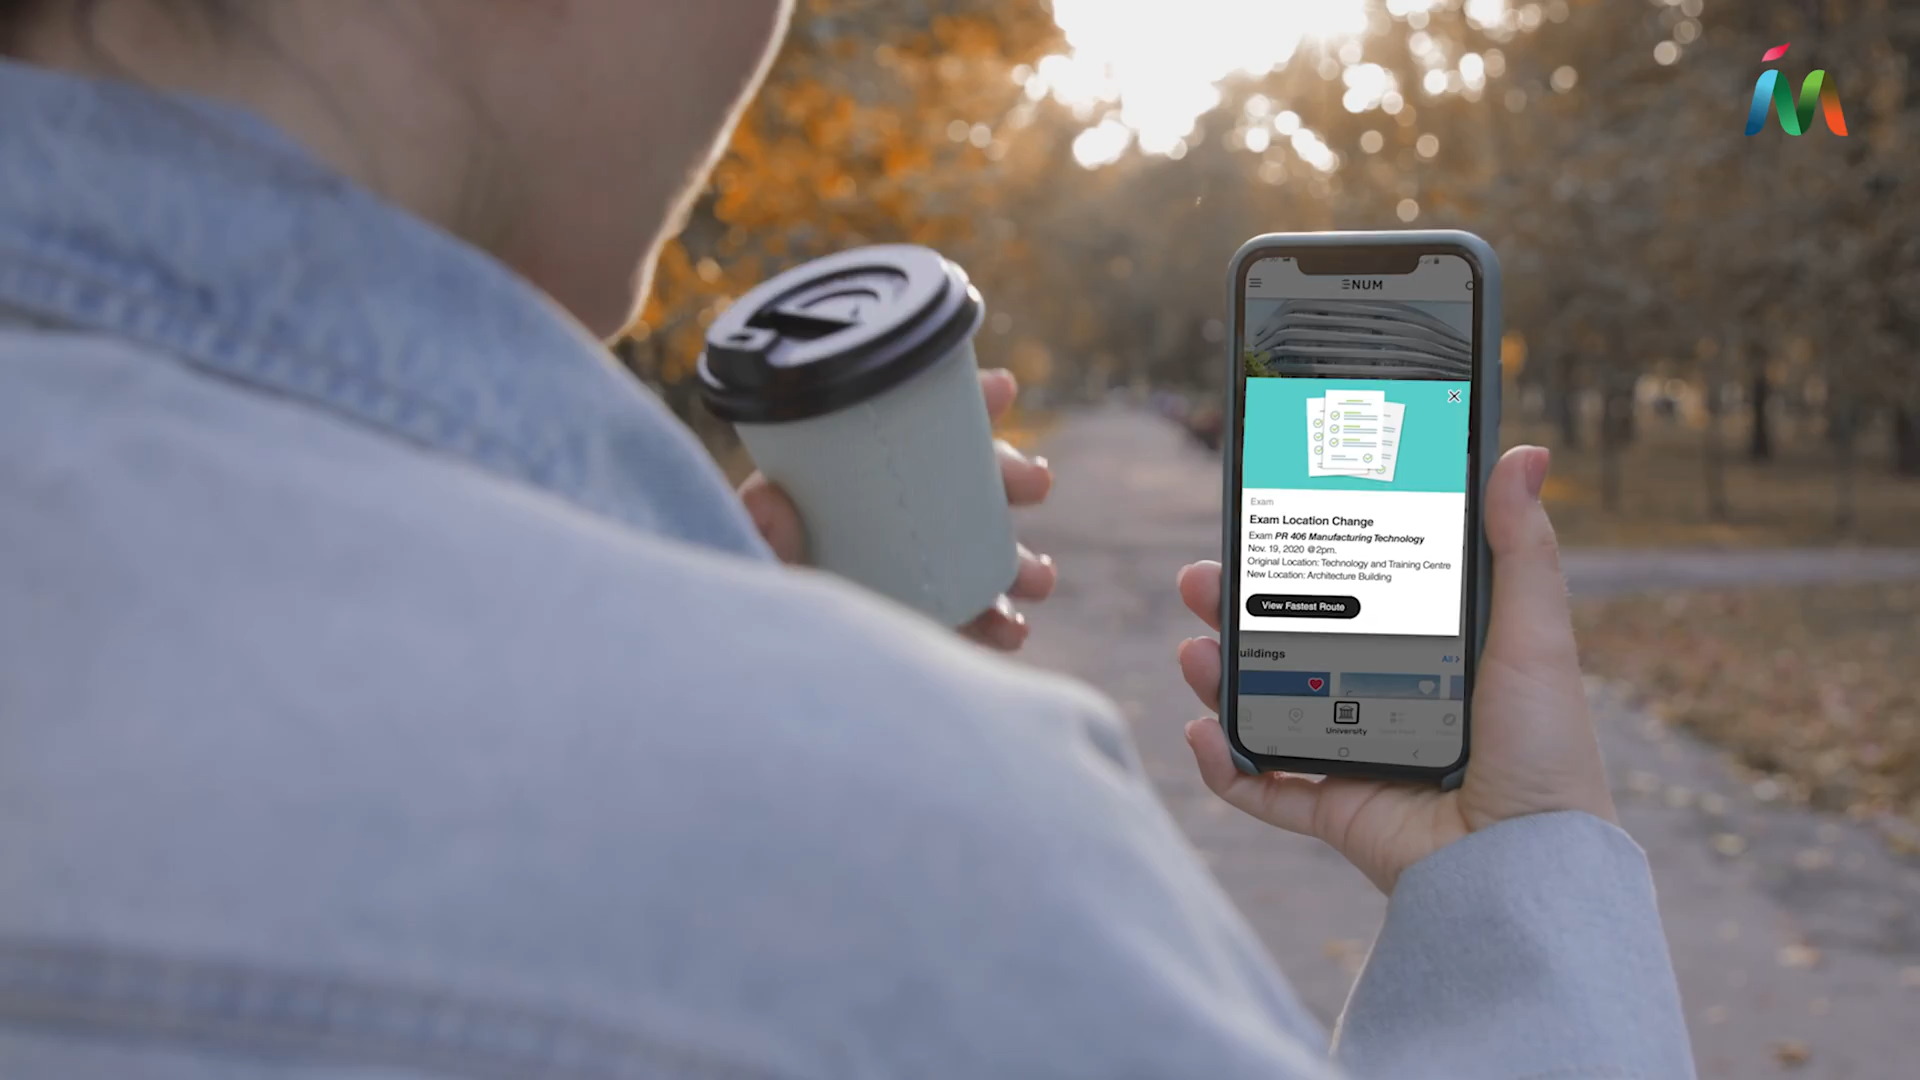 ΞNUM
Exam
Exam Location Change
Exam PR 406 Manufacturing Technology
Nov. 19, 2020 @2pm.
Original Location: Technology and Training Centre
New Location: Architecture Building
View Fastest Route
uildings
All >
University